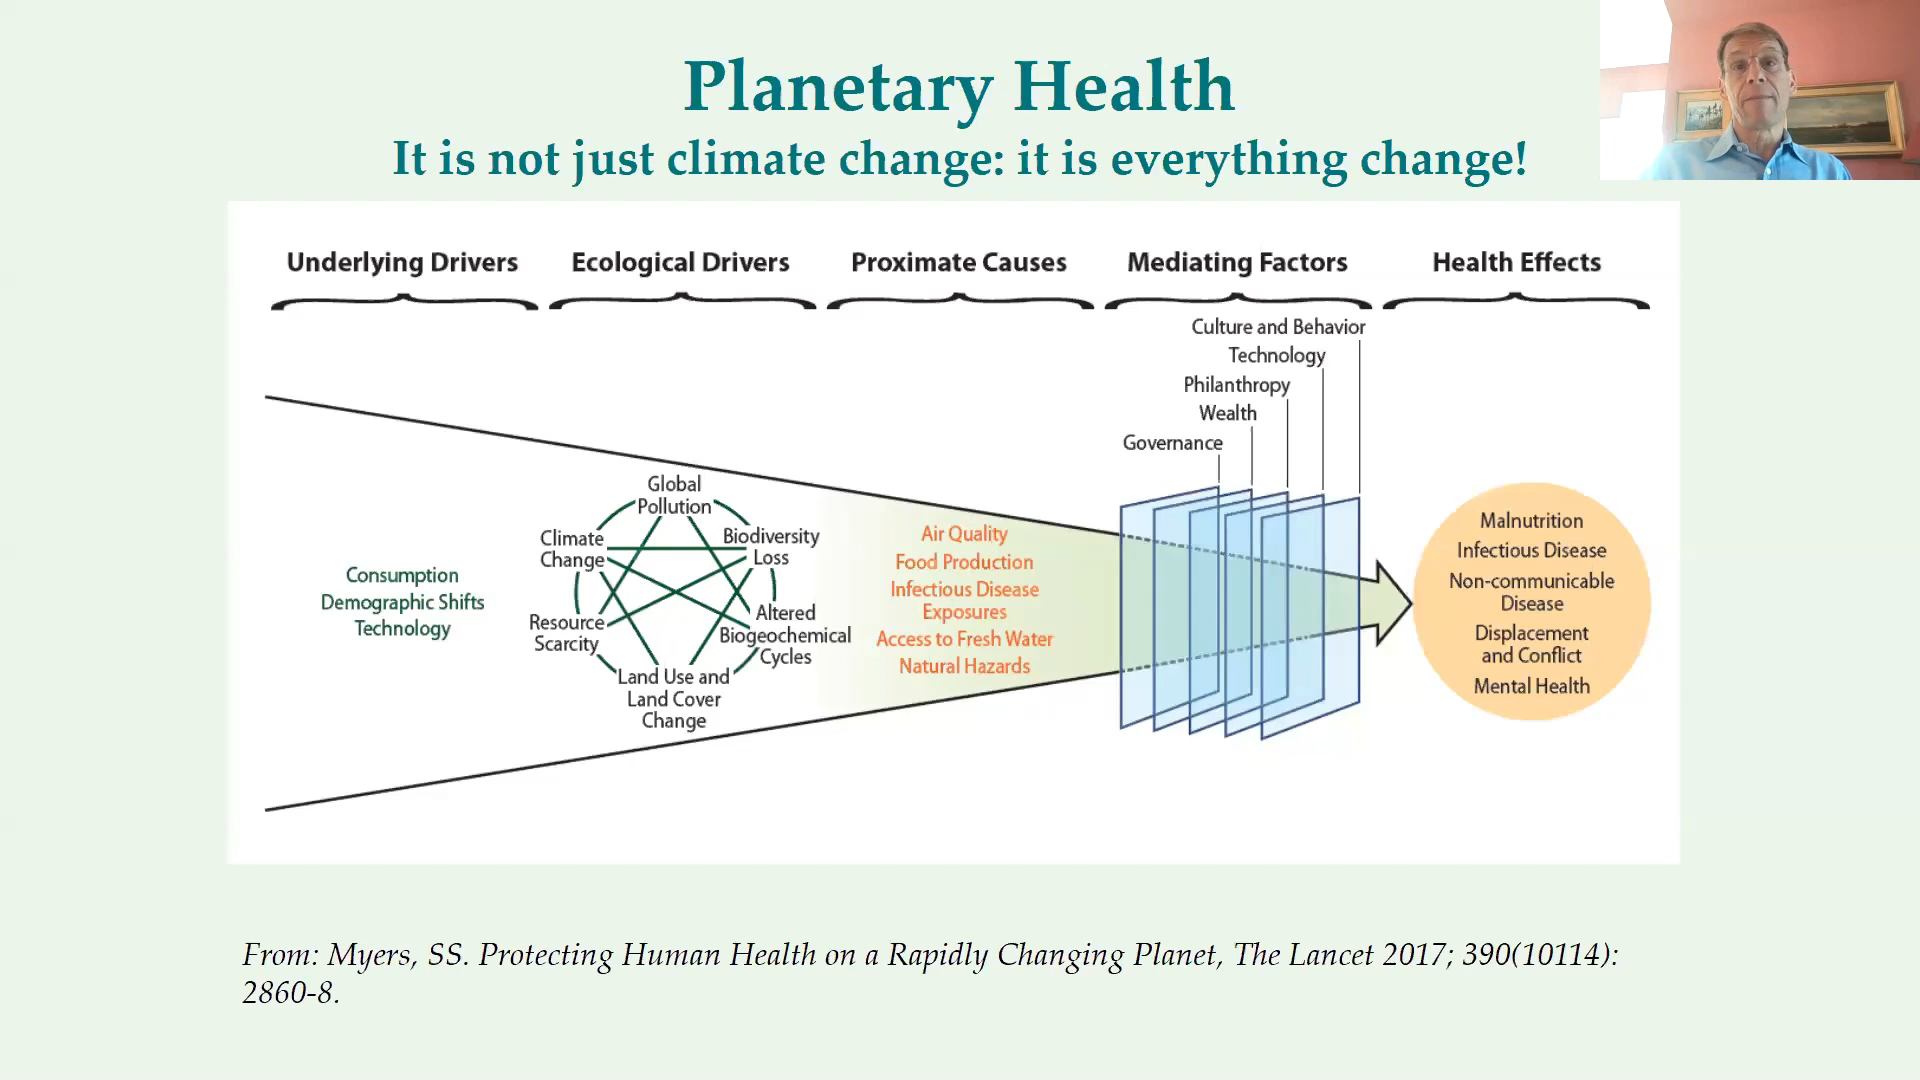 Planetary Health
It is not just climate change: it is everything change!
Underlying Drivers
Ecological Drivers
Proximate Causes
Mediating Factors
Health Effects
Consumption
Demographic Shifts
Technology
Global
Pollution
Climate
Change
Biodiversity
Loss
Resource
Scarcity
Altered
Biogeochemical
Cycles
Land Use and
Land Cover
Change
Air Quality
Food Production
Infectious Disease
Exposures
Access to Fresh Water
Natural Hazards
Culture and Behavior
Technology
Philanthropy
Wealth
Governance
Malnutrition
Infectious Disease
Non-communicable
Disease
Displacement
and Conflict
Mental Health
From: Myers, SS. Protecting Human Health on a Rapidly Changing Planet, The Lancet 2017; 390(10114):
2860-8.